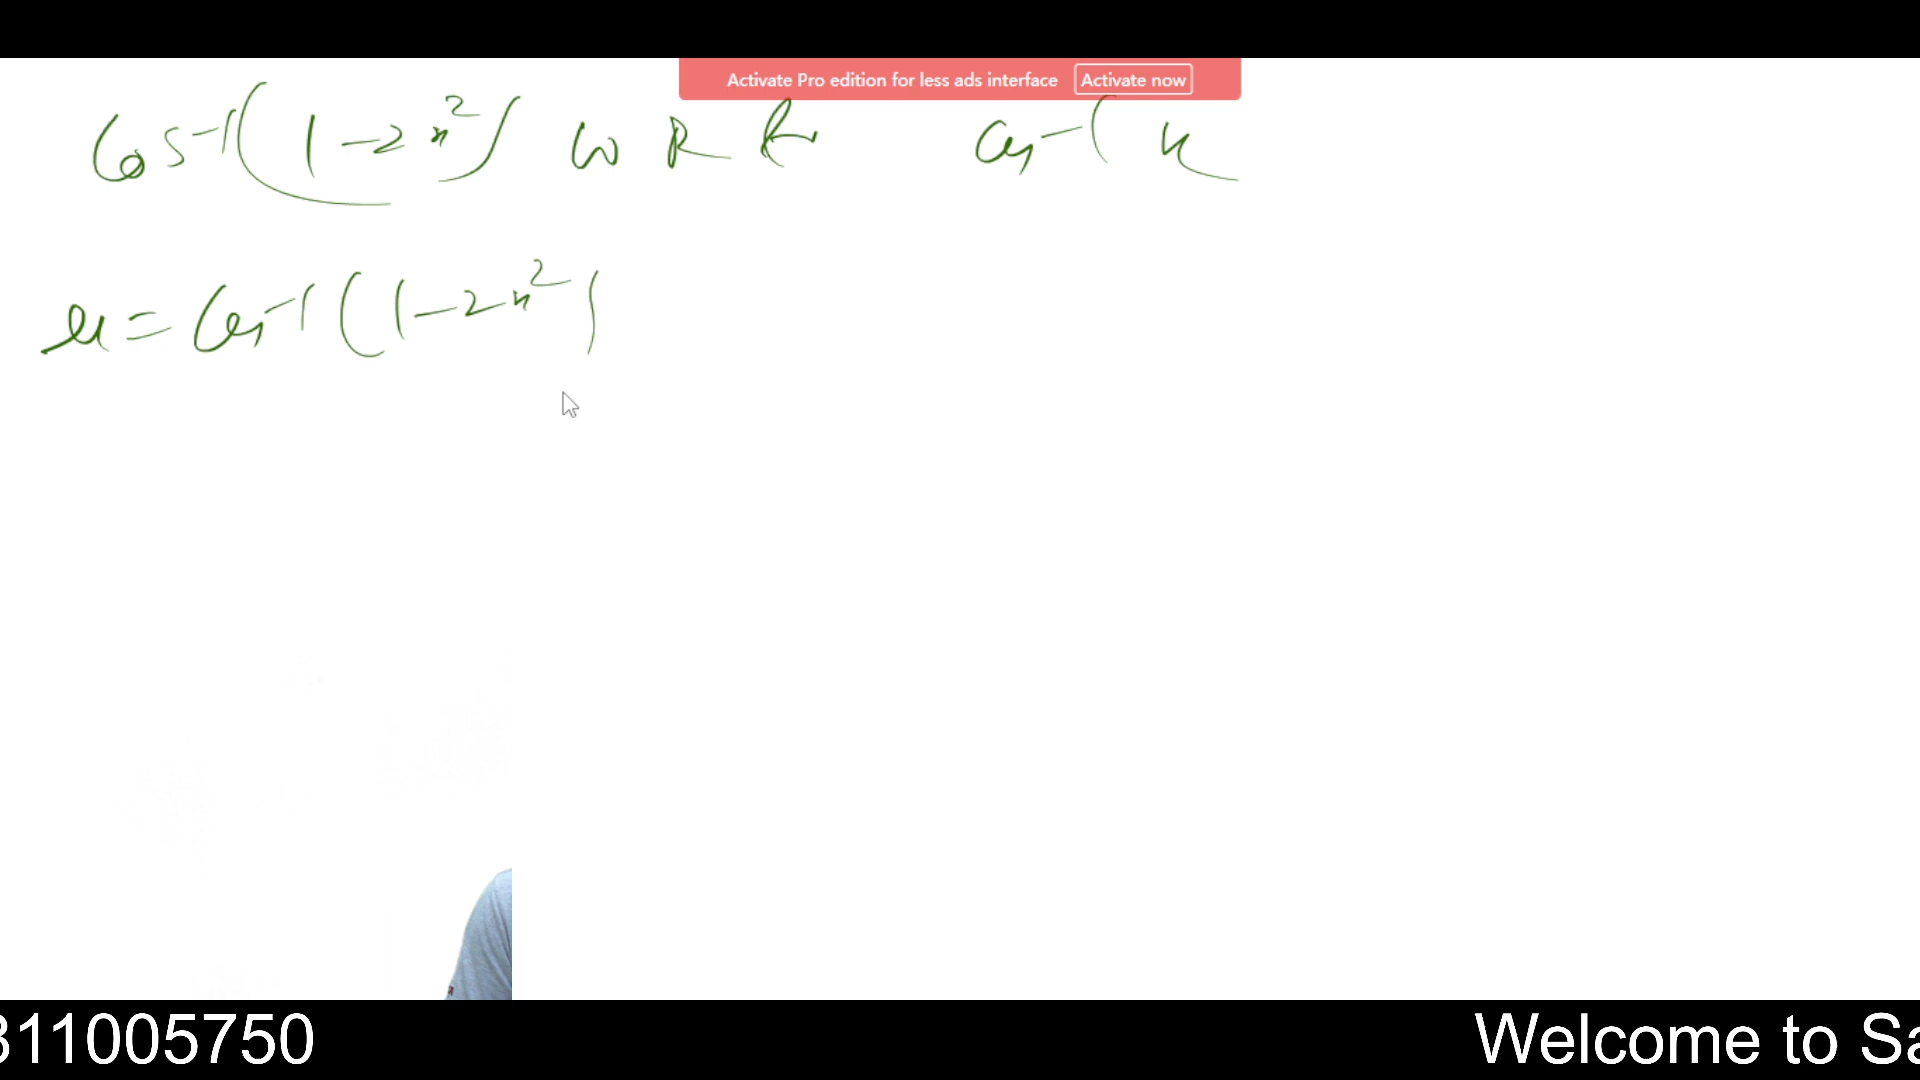 Activate Pro edition for less ads interface Activate now
Cos-1(1-2x²) W R to Cos-1 x
u = Cos-1(1-2x²)
311005750 Welcome to Sa